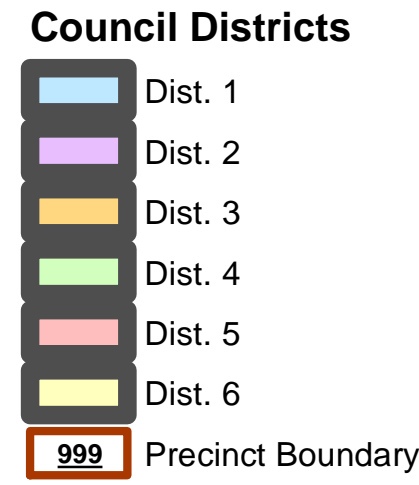 Council Districts
Dist. 1
Dist. 2
Dist. 3
Dist. 4
Dist. 5
Dist. 6
999 Precinct Boundary